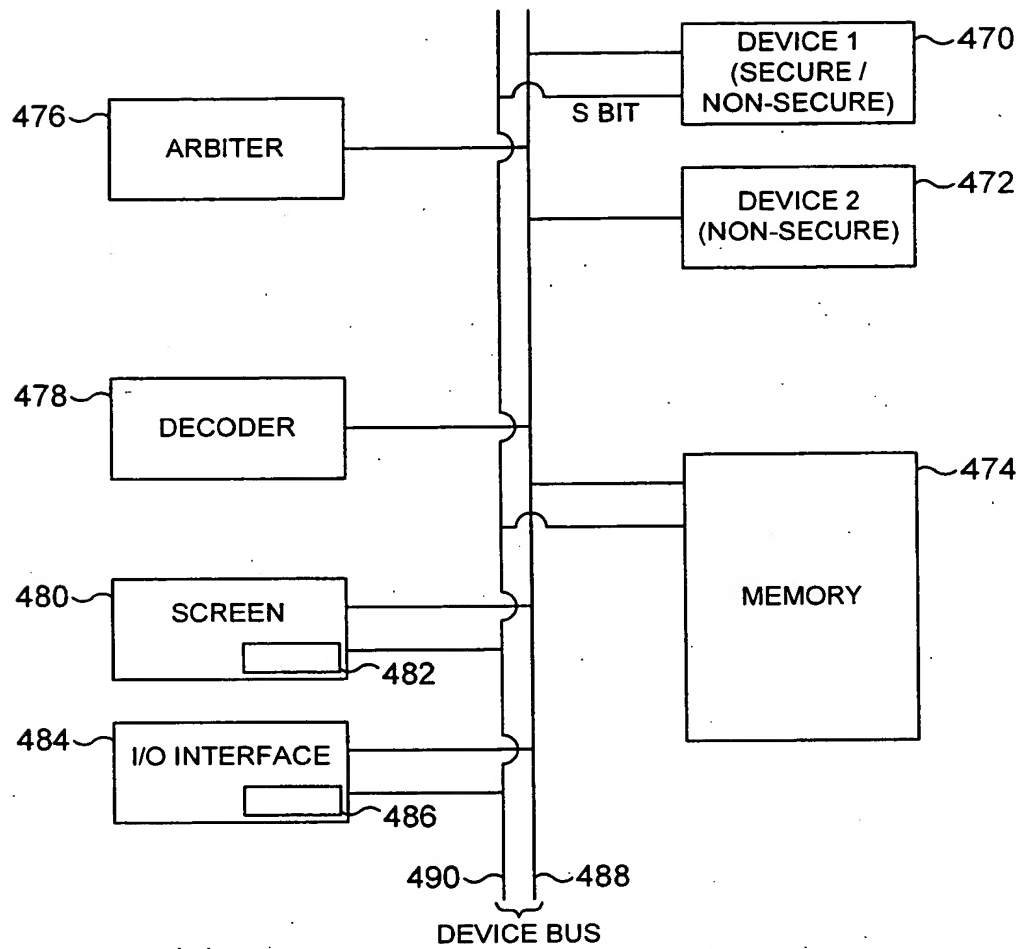 DEVICE 1
(SECURE /
NON-SECURE)
470
S BIT
476
ARBITER
DEVICE 2
(NON-SECURE)
472
478
DECODER
474
MEMORY
480
SCREEN
482
484
I/O INTERFACE
486
490
488
DEVICE BUS